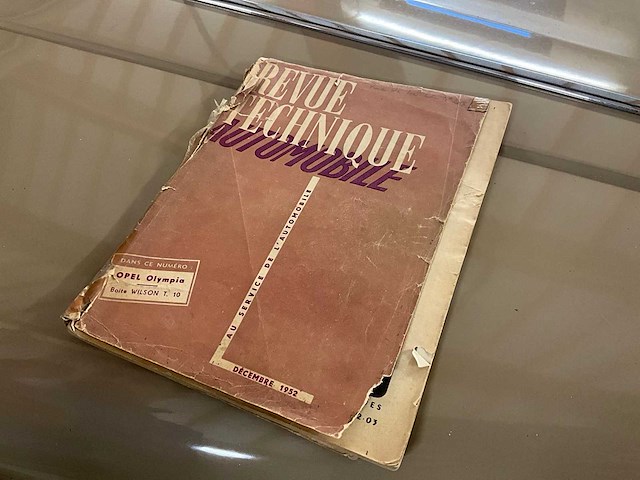 REVUE
TECHNIQUE
AUTOMOBILE
AU SERVICE DE L'AUTOMOBILE
DANS CE NUMÉRO
OPEL Olympia
Boîte WILSON T. 10
DÉCEMBRE 1952